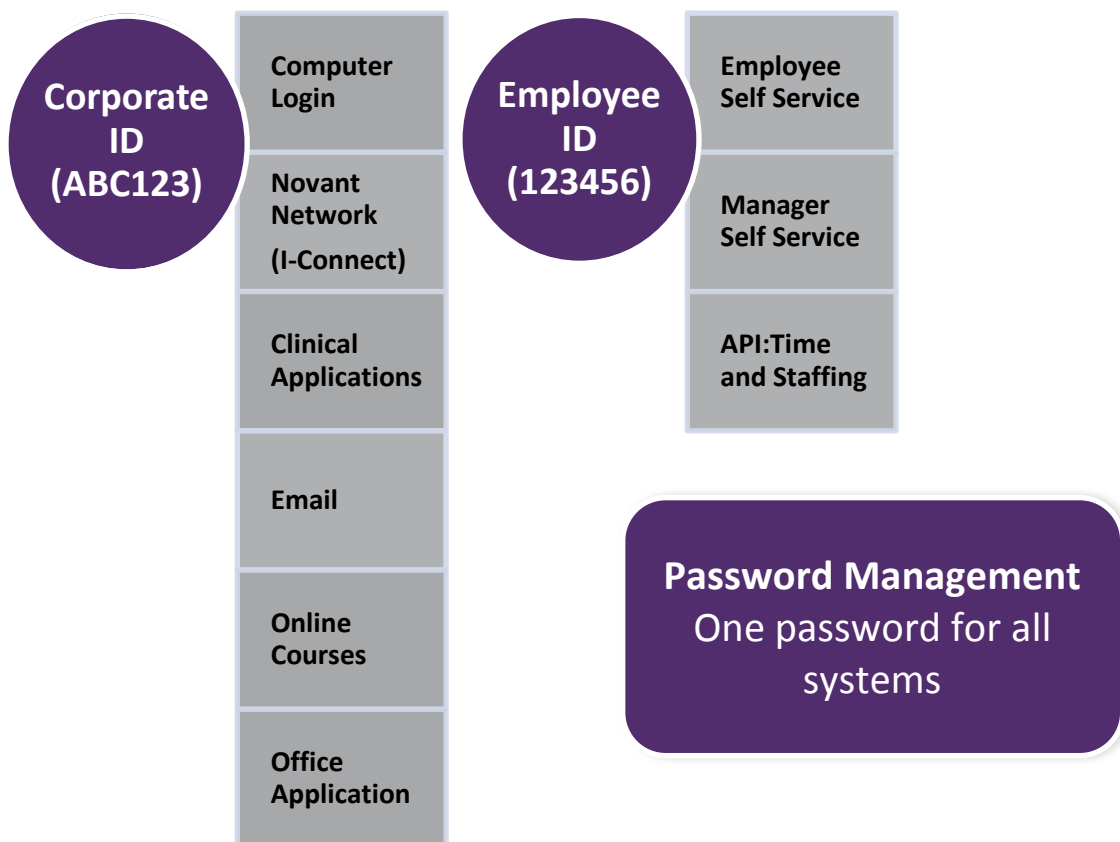 Corporate
ID
(ABC123)
Computer
Login
Novant
Network
(I-Connect)
Clinical
Applications
Email
Online
Courses
Office
Application
Employee
ID
(123456)
Employee
Self Service
Manager
Self Service
API:Time
and Staffing
Password Management
One password for all
systems